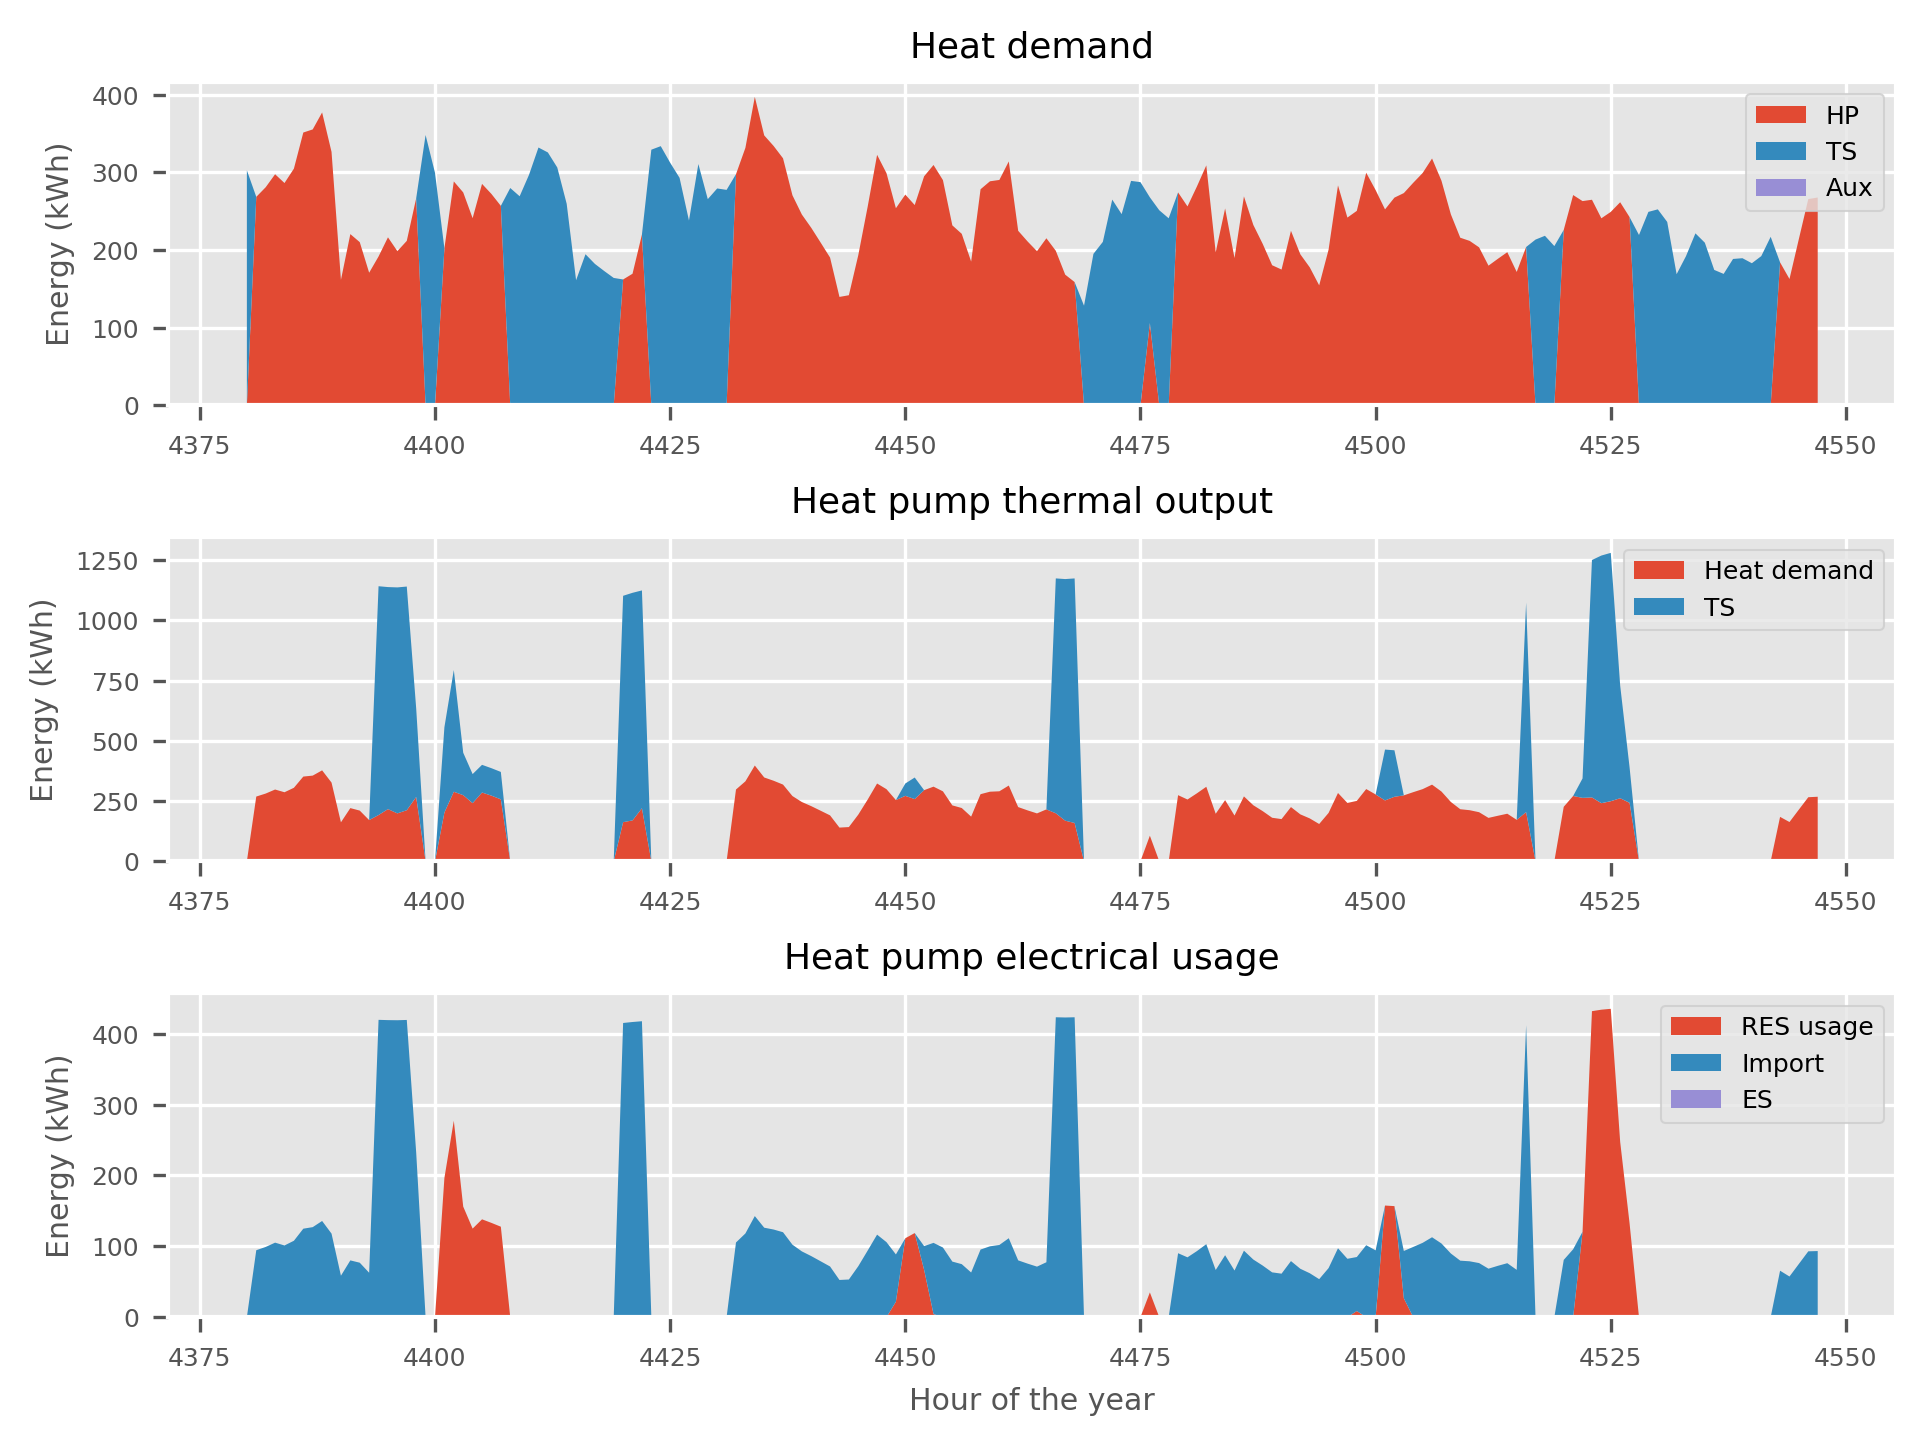 Heat demand
Energy (kWh)
400
300
200
100
0
HP
TS
Aux
4375 4400 4425 4450 4475 4500 4525 4550
Heat pump thermal output
Energy (kWh)
1250
1000
750
500
250
0
Heat demand
TS
4375 4400 4425 4450 4475 4500 4525 4550
Heat pump electrical usage
Energy (kWh)
400
300
200
100
0
RES usage
Import
ES
4375 4400 4425 4450 4475 4500 4525 4550
Hour of the year